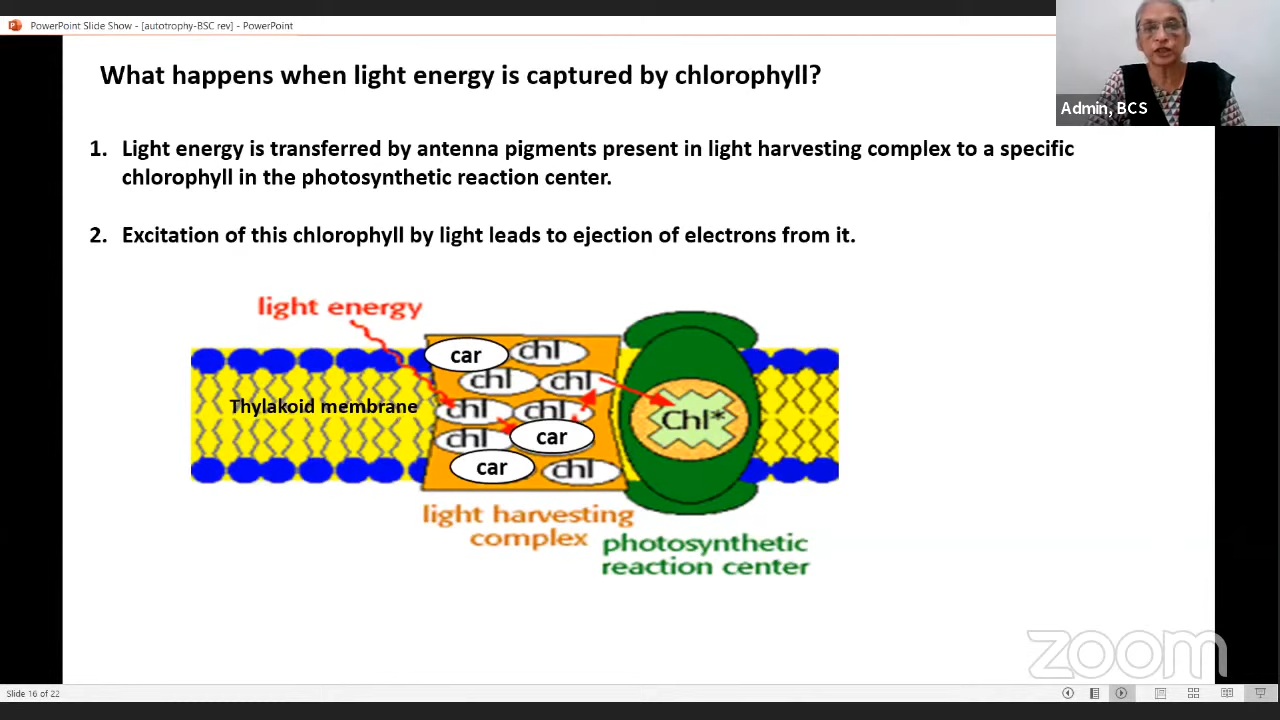 PowerPoint Slide Show - [autotrophy-BSC rev] - PowerPoint
What happens when light energy is captured by chlorophyll?
Admin, BCS
1. Light energy is transferred by antenna pigments present in light harvesting complex to a specific
chlorophyll in the photosynthetic reaction center.
2. Excitation of this chlorophyll by light leads to ejection of electrons from it.
light energy
car chl
chl chl
Thylakoid membrane
chl chl
Chl*
chl car
car chl
light harvesting
complex
photosynthetic
reaction center
zoom
Slide 16 of 22